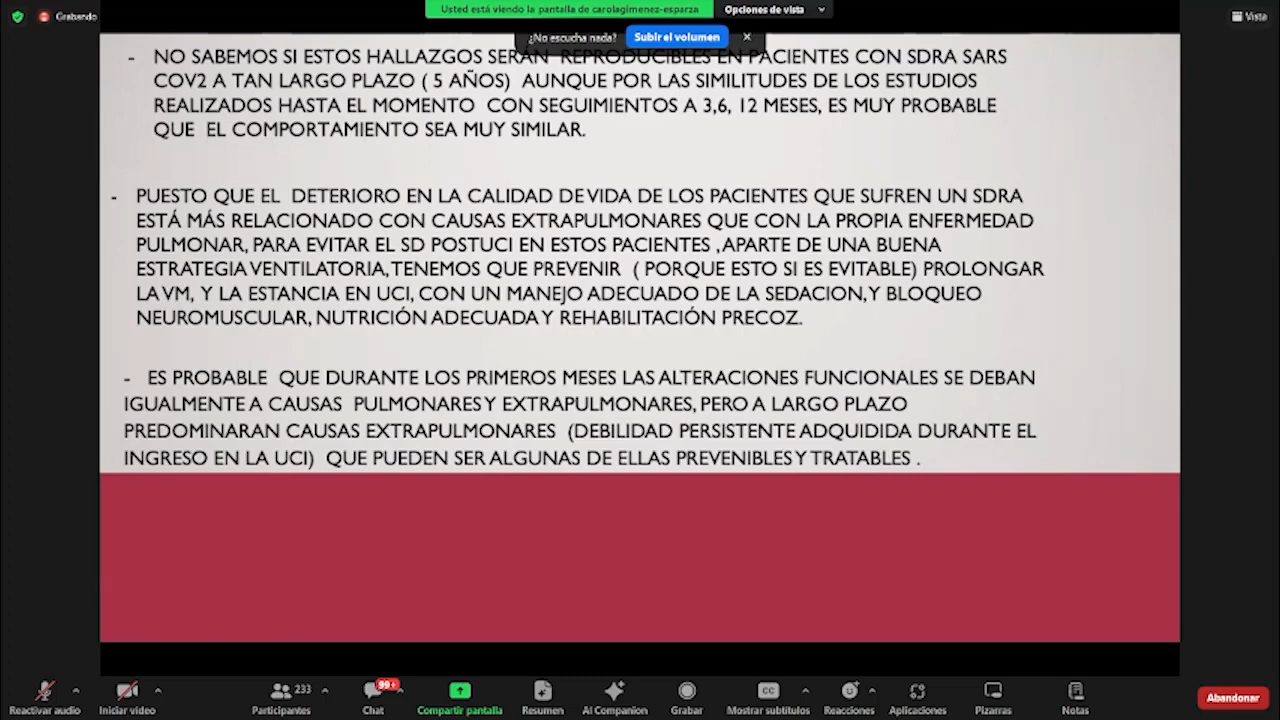 Grabando
Usted está viendo la pantalla de carolagimenez-esparza
Opciones de vista
Vista
¿No escucha nada?
Subir el volumen
- NO SABEMOS SI ESTOS HALLAZGOS SERAN REPRODUCIBLES EN PACIENTES CON SDRA SARS
COV2 A TAN LARGO PLAZO ( 5 AÑOS) AUNQUE POR LAS SIMILITUDES DE LOS ESTUDIOS
REALIZADOS HASTA EL MOMENTO CON SEGUIMIENTOS A 3,6, 12 MESES, ES MUY PROBABLE
QUE EL COMPORTAMIENTO SEA MUY SIMILAR.
- PUESTO QUE EL DETERIORO EN LA CALIDAD DE VIDA DE LOS PACIENTES QUE SUFREN UN SDRA
ESTÁ MÁS RELACIONADO CON CAUSAS EXTRAPULMONARES QUE CON LA PROPIA ENFERMEDAD
PULMONAR, PARA EVITAR EL SD POSTUCI EN ESTOS PACIENTES , APARTE DE UNA BUENA
ESTRATEGIA VENTILATORIA, TENEMOS QUE PREVENIR ( PORQUE ESTO SI ES EVITABLE) PROLONGAR
LA VM, Y LA ESTANCIA EN UCI, CON UN MANEJO ADECUADO DE LA SEDACION, Y BLOQUEO
NEUROMUSCULAR, NUTRICIÓN ADECUADA Y REHABILITACIÓN PRECOZ.
- ES PROBABLE QUE DURANTE LOS PRIMEROS MESES LAS ALTERACIONES FUNCIONALES SE DEBAN
IGUALMENTE A CAUSAS PULMONARES Y EXTRAPULMONARES, PERO A LARGO PLAZO
PREDOMINARAN CAUSAS EXTRAPULMONARES (DEBILIDAD PERSISTENTE ADQUIDIDA DURANTE EL
INGRESO EN LA UCI) QUE PUEDEN SER ALGUNAS DE ELLAS PREVENIBLES Y TRATABLES .
233
99+
CC
Reactivar audio
Iniciar video
Participantes
Chat
Compartir pantalla
Resumen
AI Companion
Grabar
Mostrar subtítulos
Reacciones
Aplicaciones
Pizarras
Notas
Abandonar